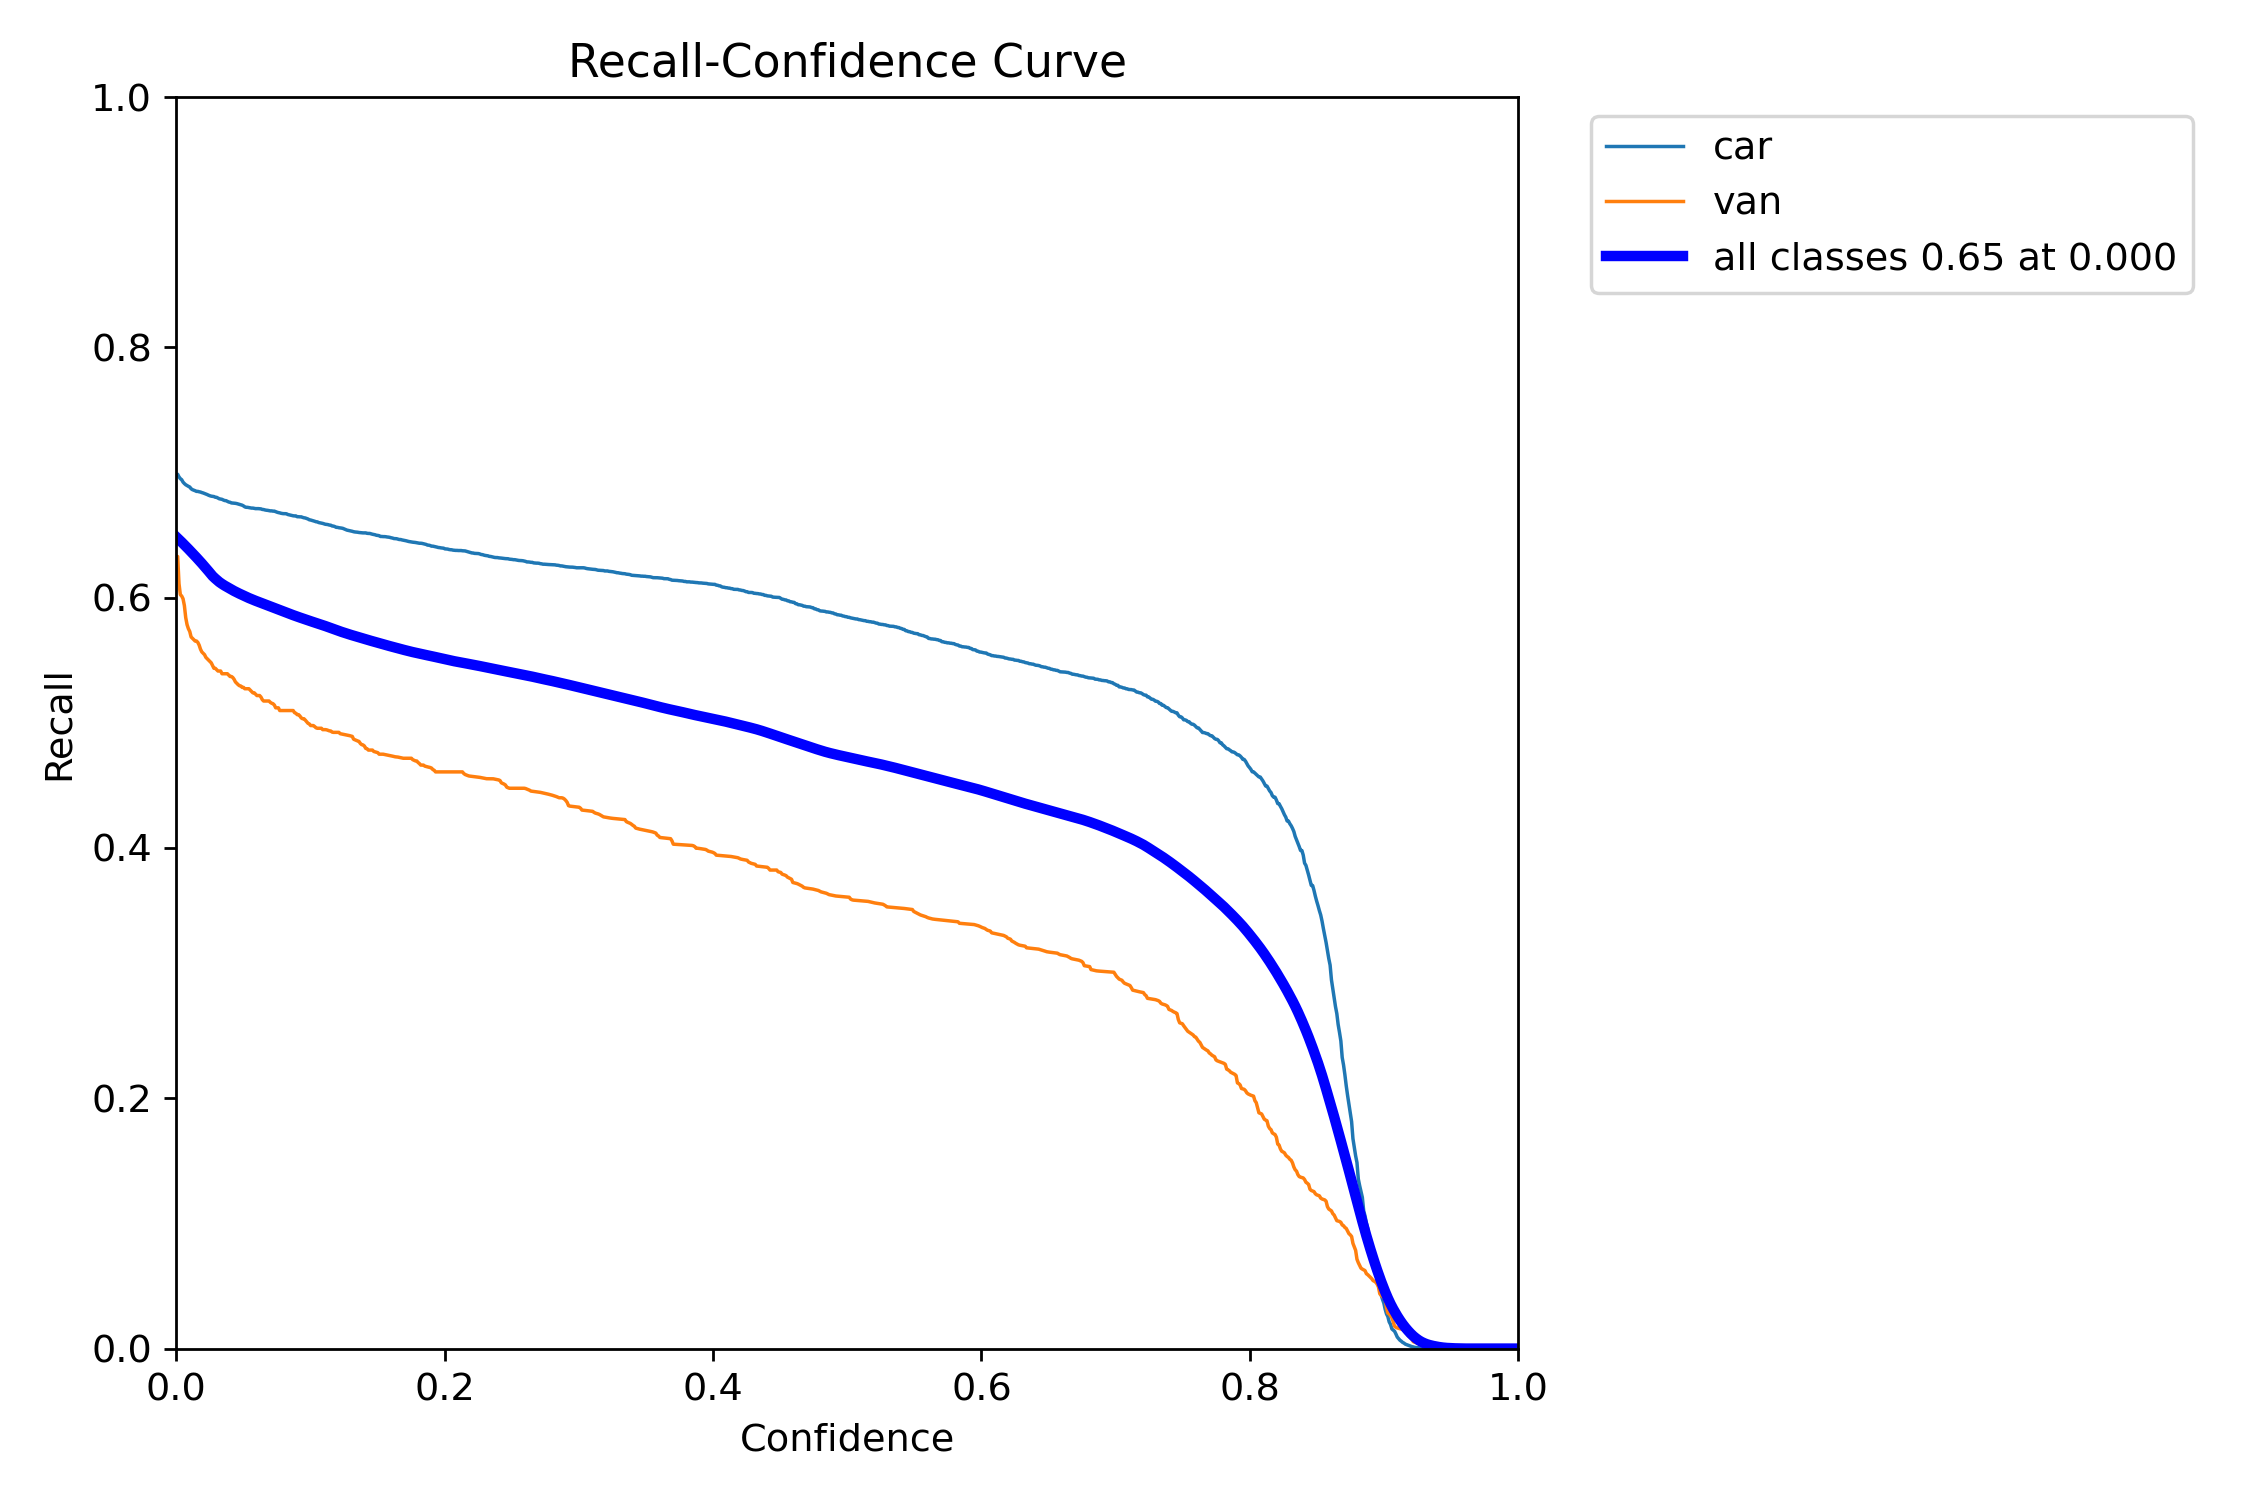 Recall-Confidence Curve
1.0
0.8
0.6
0.4
0.2
0.0
Recall
0.0 0.2 0.4 0.6 0.8 1.0
Confidence
car
van
all classes 0.65 at 0.000